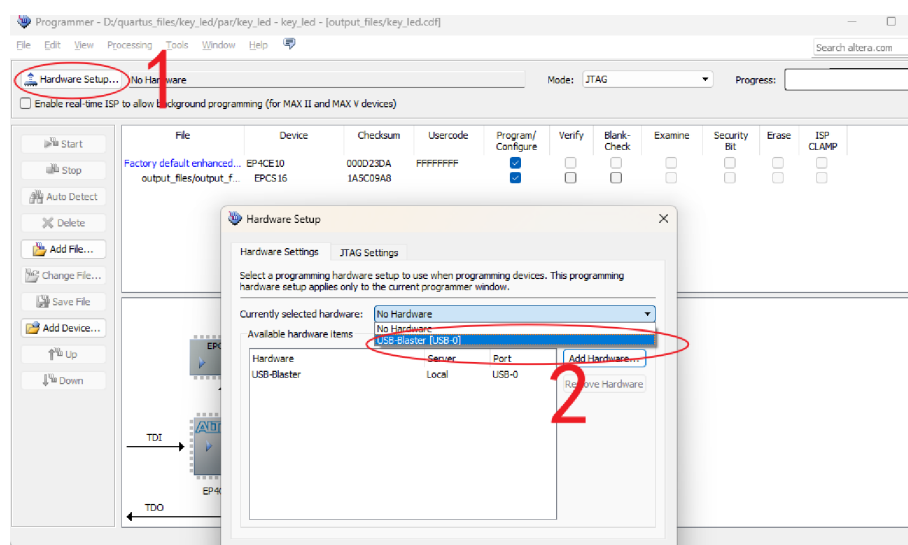 Programmer - D:/quartus_files/key_led/par/key_led - key_led - [output_files/key_led.cdf]
File Edit View Processing Tools Window Help
Search altera.com
1
Hardware Setup... No Hardware Mode: JTAG Progress:
Enable real-time ISP to allow background programming (for MAX II and MAX V devices)
File Device Checksum Usercode Program/ Configure Verify Blank- Check Examine Security Bit Erase ISP CLAMP
Factory default enhanced... EP4CE10 000D23DA FFFFFFFF
output_files/output_f... EPCS16 1A5C09A8
Start
Stop
Auto Detect
Delete
Add File...
Change File...
Save File
Add Device...
Up
Down
Hardware Setup
Hardware Settings JTAG Settings
Select a programming hardware setup to use when programming devices. This programming
hardware setup applies only to the current programmer window.
Currently selected hardware: No Hardware
No Hardware
USB-Blaster [USB-0]
Available hardware items
Hardware Server Port
USB-Blaster Local USB-0
Add Hardware...
Remove Hardware
2
EPC
TDI
EP4C
TDO